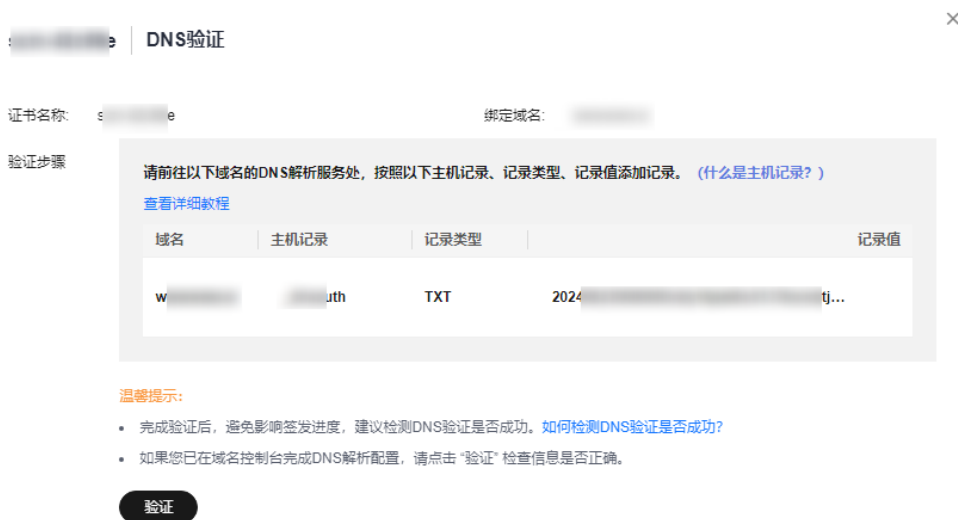 DNS验证
证书名称: 绑定域名:
验证步骤
请前往以下域名的DNS解析服务处，按照以下主机记录、记录类型、记录值添加记录。（什么是主机记录？）
查看详细教程
域名 主机记录 记录类型 记录值
TXT
温馨提示:
• 完成验证后，避免影响签发进度，建议检测DNS验证是否成功。如何检测DNS验证是否成功?
• 如果您已在域名控制台完成DNS解析配置，请点击 “验证” 检查信息是否正确。
验证